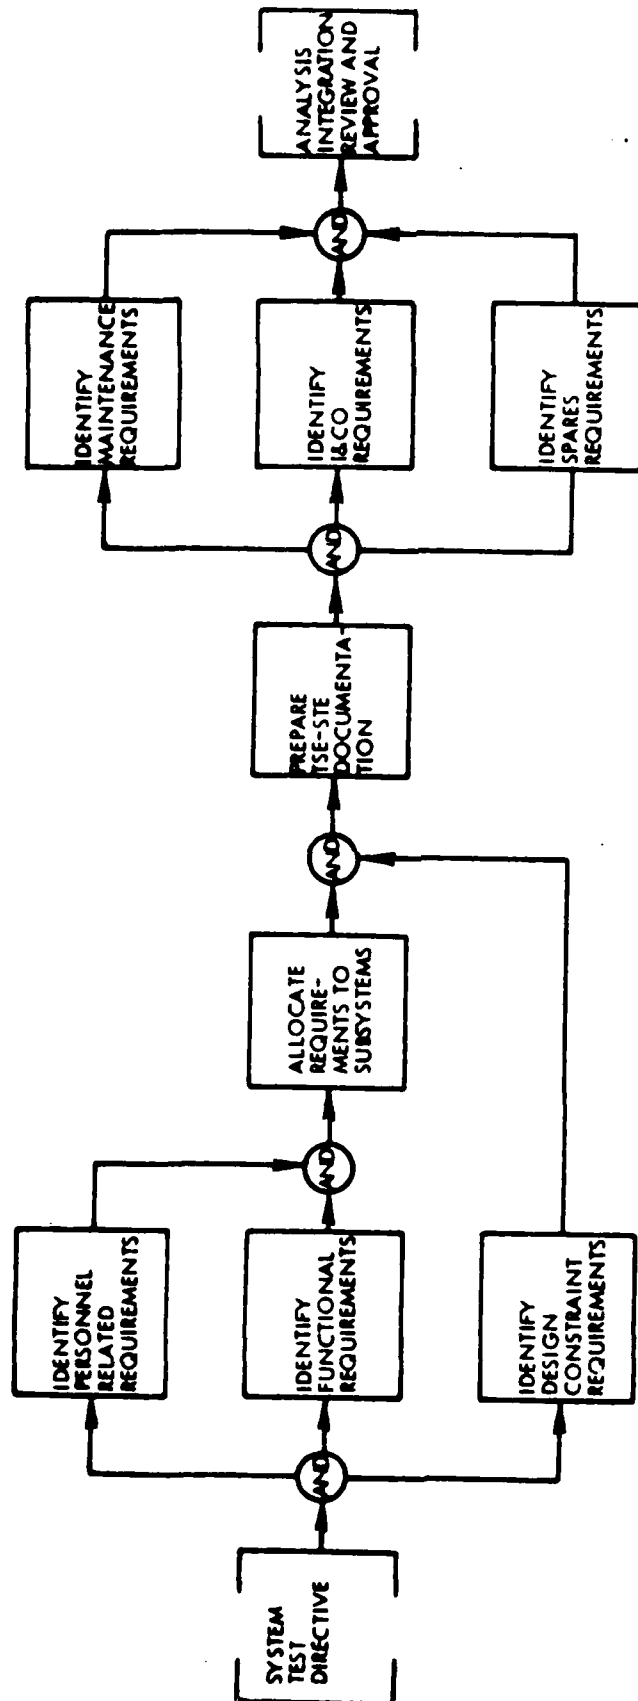 SYSTEM
TEST
DIRECTIVE
AND
IDENTIFY
PERSONNEL
RELATED
REQUIREMENTS
IDENTIFY
FUNCTIONAL
REQUIREMENTS
IDENTIFY
DESIGN
CONSTRAINT
REQUIREMENTS
AND
ALLOCATE
REQUIRE-
MENTS TO
SUBSYSTEMS
AND
PREPARE
TSE-STE
DOCUMENTA-
TION
AND
IDENTIFY
MAINTENANCE
REQUIREMENTS
IDENTIFY
I&CO
REQUIREMENTS
IDENTIFY
SPARES
REQUIREMENTS
AND
ANALYSIS
INTEGRATION
REVIEW AND
APPROVAL